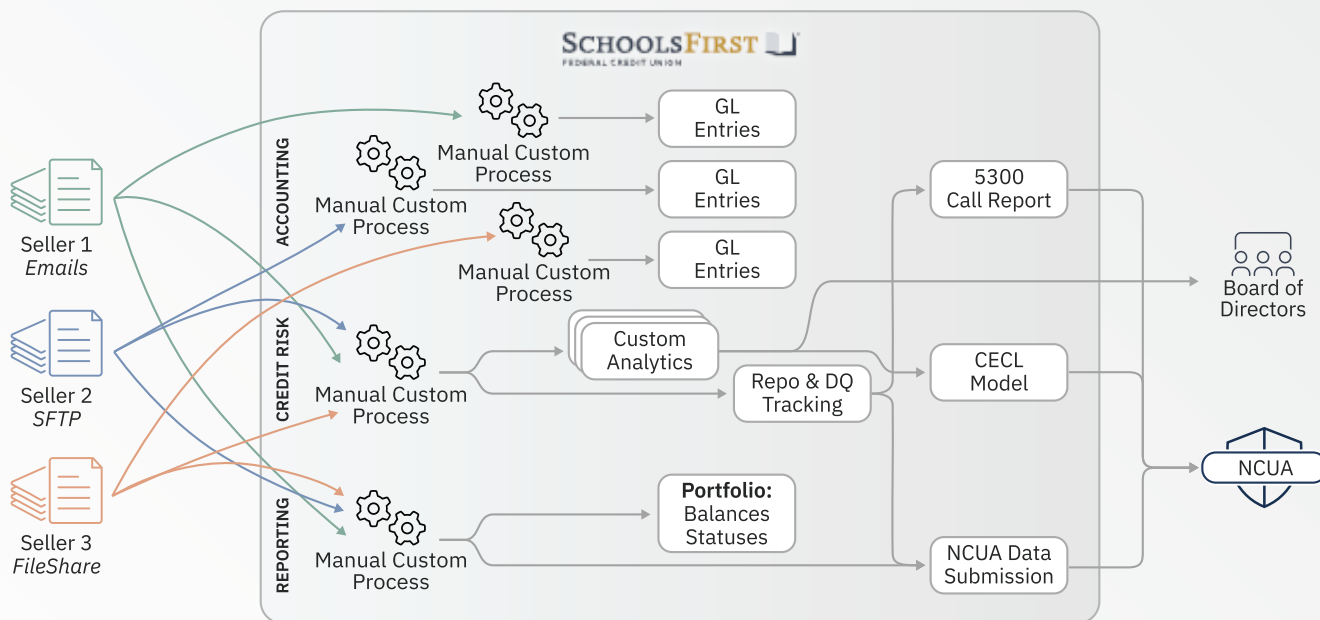 SCHOOLSFIRST
FEDERAL CREDIT UNION
ACCOUNTING
Manual Custom
Process
GL
Entries
Manual Custom
Process
GL
Entries
Manual Custom
Process
GL
Entries
Seller 1
Emails
Seller 2
SFTP
Seller 3
FileShare
CREDIT RISK
Manual Custom
Process
Custom
Analytics
Repo & DQ
Tracking
5300
Call Report
CECL
Model
Board of
Directors
NCUA
REPORTING
Manual Custom
Process
Portfolio:
Balances
Statuses
NCUA Data
Submission